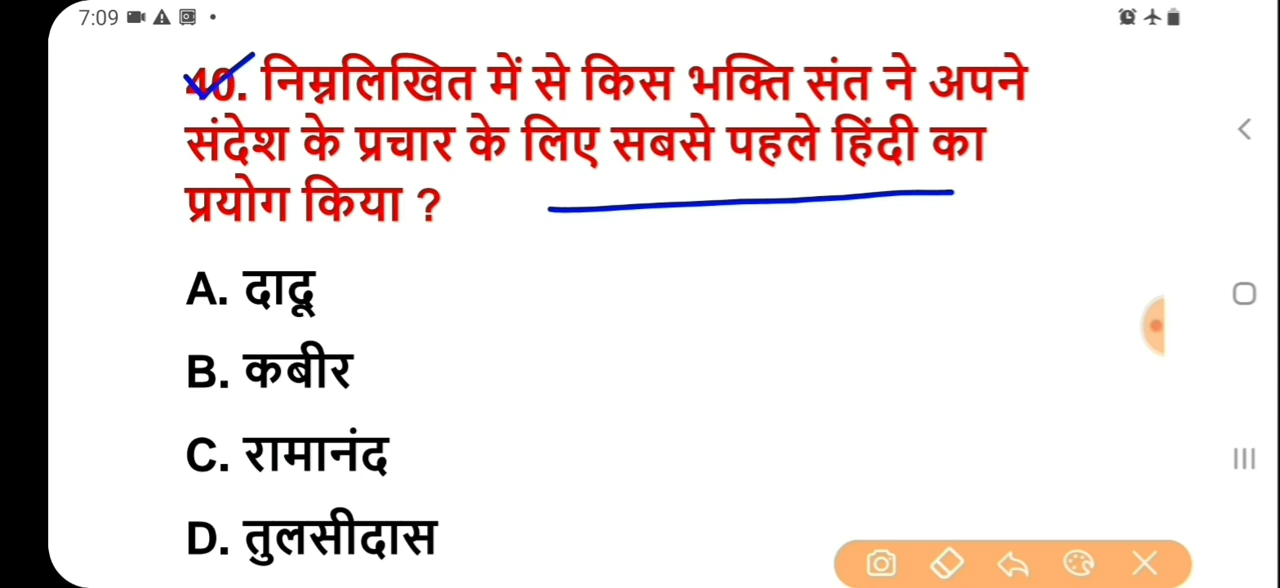 7:09
40. निम्नलिखित में से किस भक्ति संत ने अपने
संदेश के प्रचार के लिए सबसे पहले हिंदी का
प्रयोग किया ?
A. दादू
B. कबीर
C. रामानंद
D. तुलसीदास